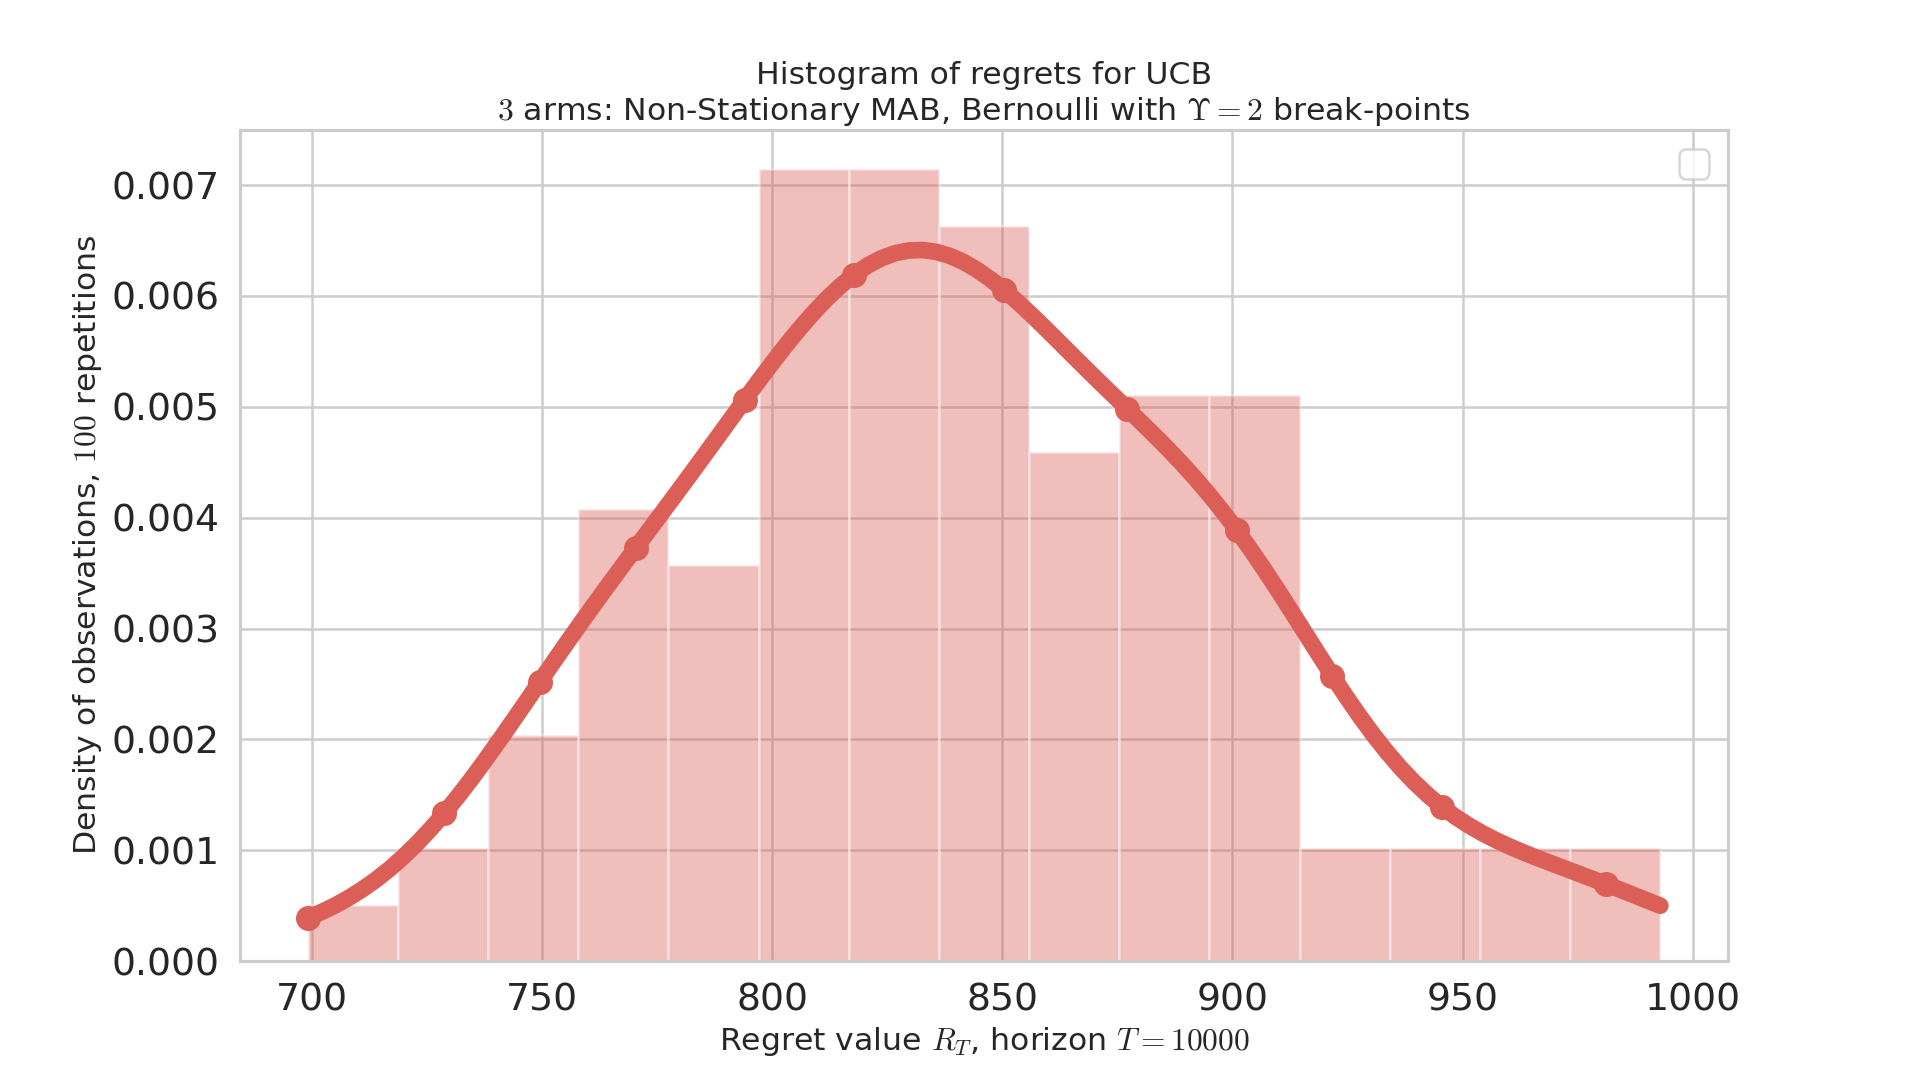 Histogram of regrets for UCB
3 arms: Non-Stationary MAB, Bernoulli with ϒ = 2 break-points
Density of observations, 100 repetitions
0.007
0.006
0.005
0.004
0.003
0.002
0.001
0.000
700 750 800 850 900 950 1000
Regret value R_T, horizon T = 10000